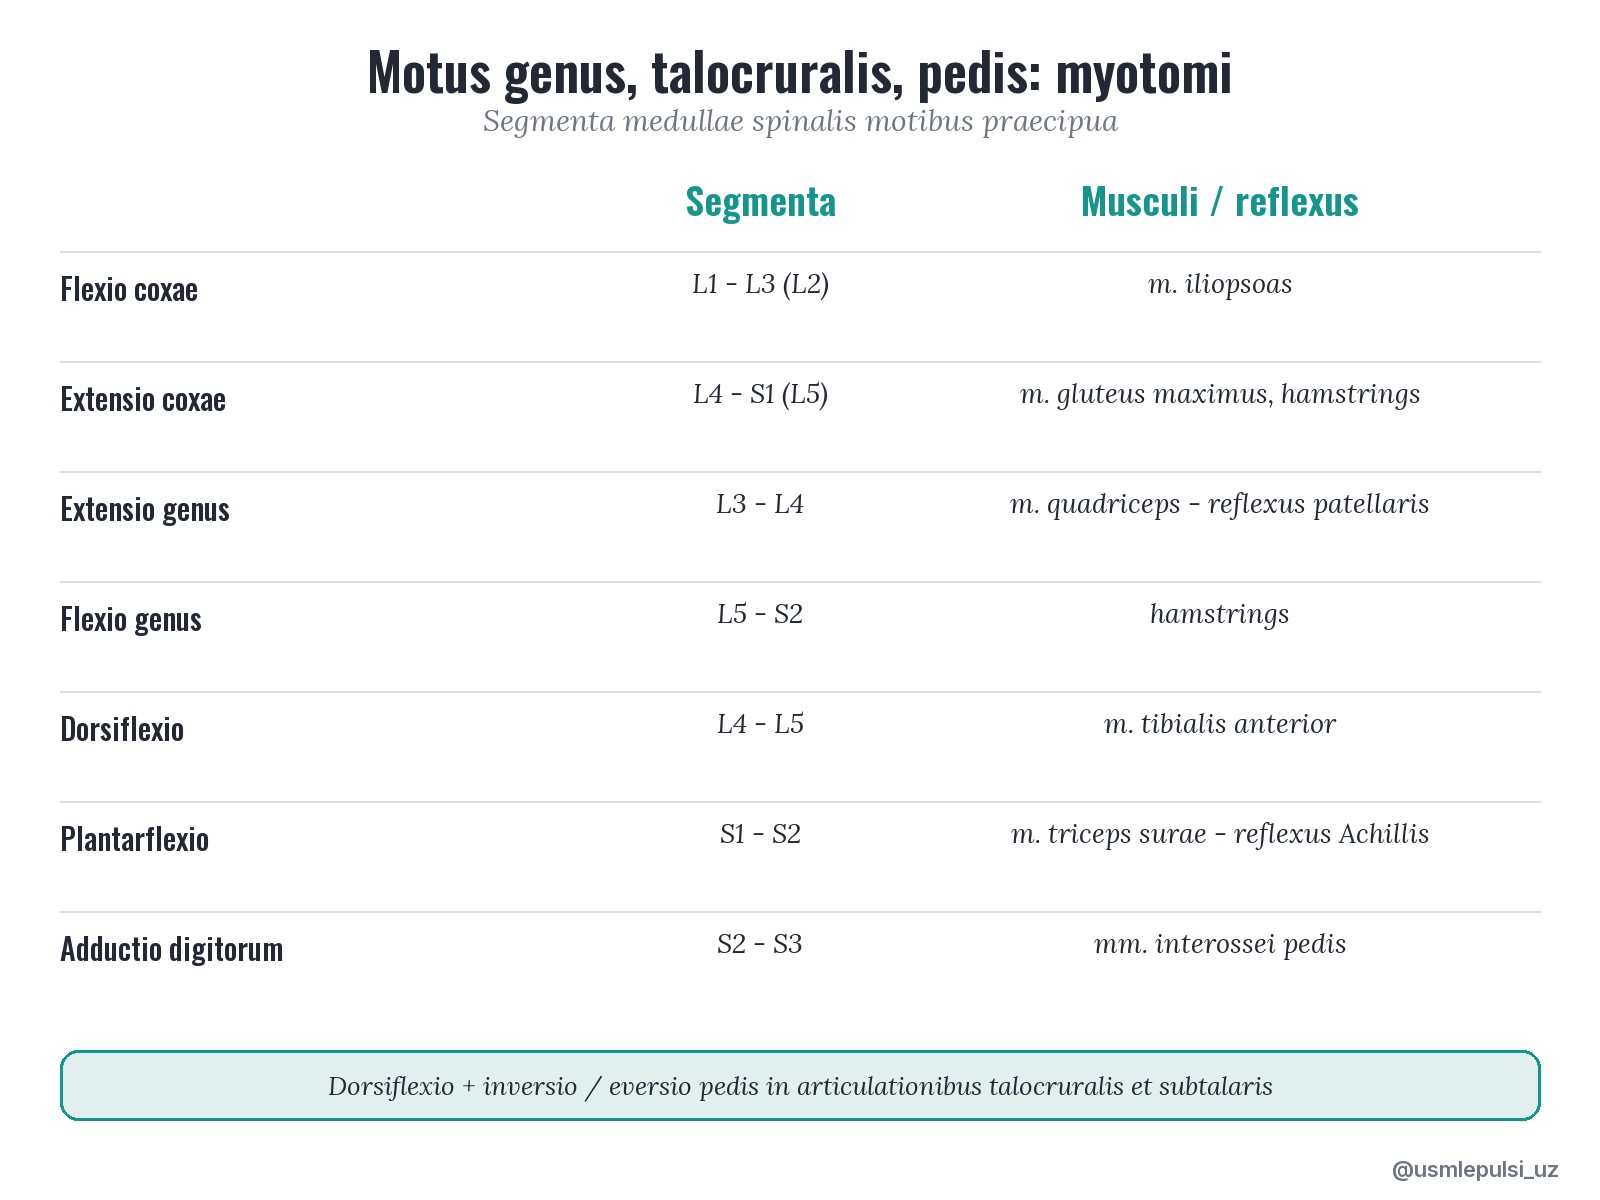 Motus genus, talocruralis, pedis: myotomi
Segmenta medullae spinalis motibus praecipua
Segmenta Musculi / reflexus
Flexio coxae L1 - L3 (L2) m. iliopsoas
Extensio coxae L4 - S1 (L5) m. gluteus maximus, hamstrings
Extensio genus L3 - L4 m. quadriceps - reflexus patellaris
Flexio genus L5 - S2 hamstrings
Dorsiflexio L4 - L5 m. tibialis anterior
Plantarflexio S1 - S2 m. triceps surae - reflexus Achillis
Adductio digitorum S2 - S3 mm. interossei pedis
Dorsiflexio + inversio / eversio pedis in articulationibus talocruralis et subtalaris
@usmlepulsi_uz